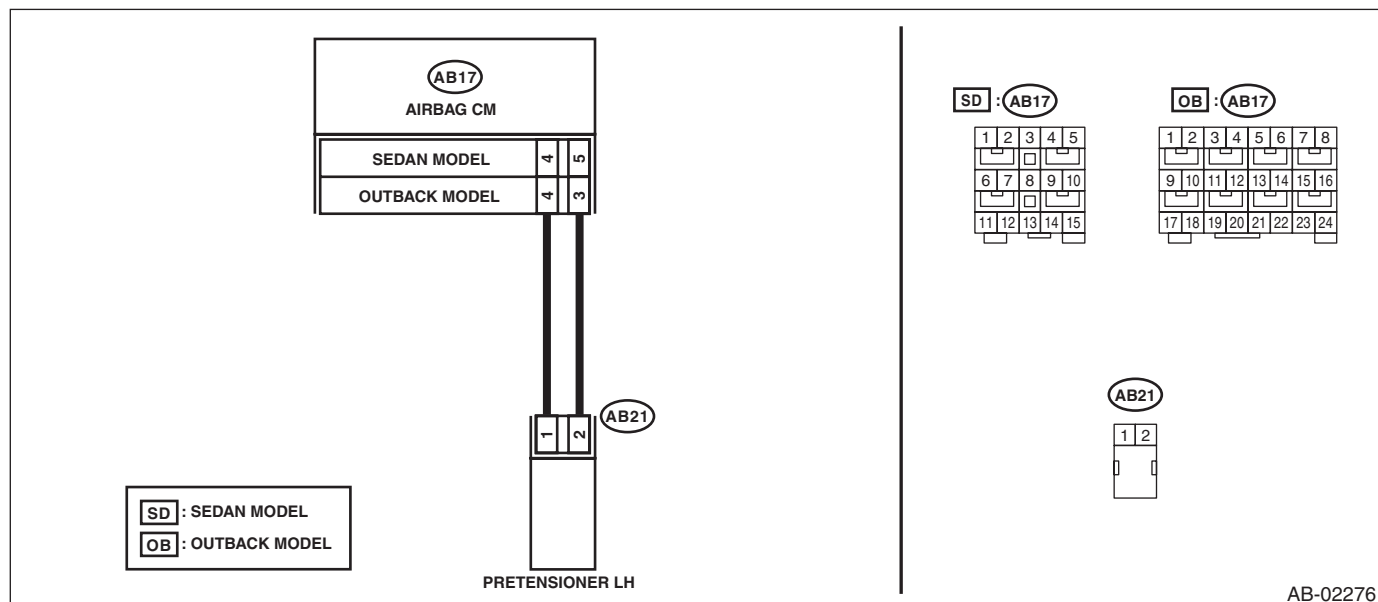 AB17
AIRBAG CM
SEDAN MODEL 4 5
OUTBACK MODEL 4 3
AB21
1 2
PRETENSIONER LH
SD : SEDAN MODEL
OB : OUTBACK MODEL
SD : AB17
1 2 3 4 5
6 7 8 9 10
11 12 13 14 15
OB : AB17
1 2 3 4 5 6 7 8
9 10 11 12 13 14 15 16
17 18 19 20 21 22 23 24
AB21
1 2
AB-02276